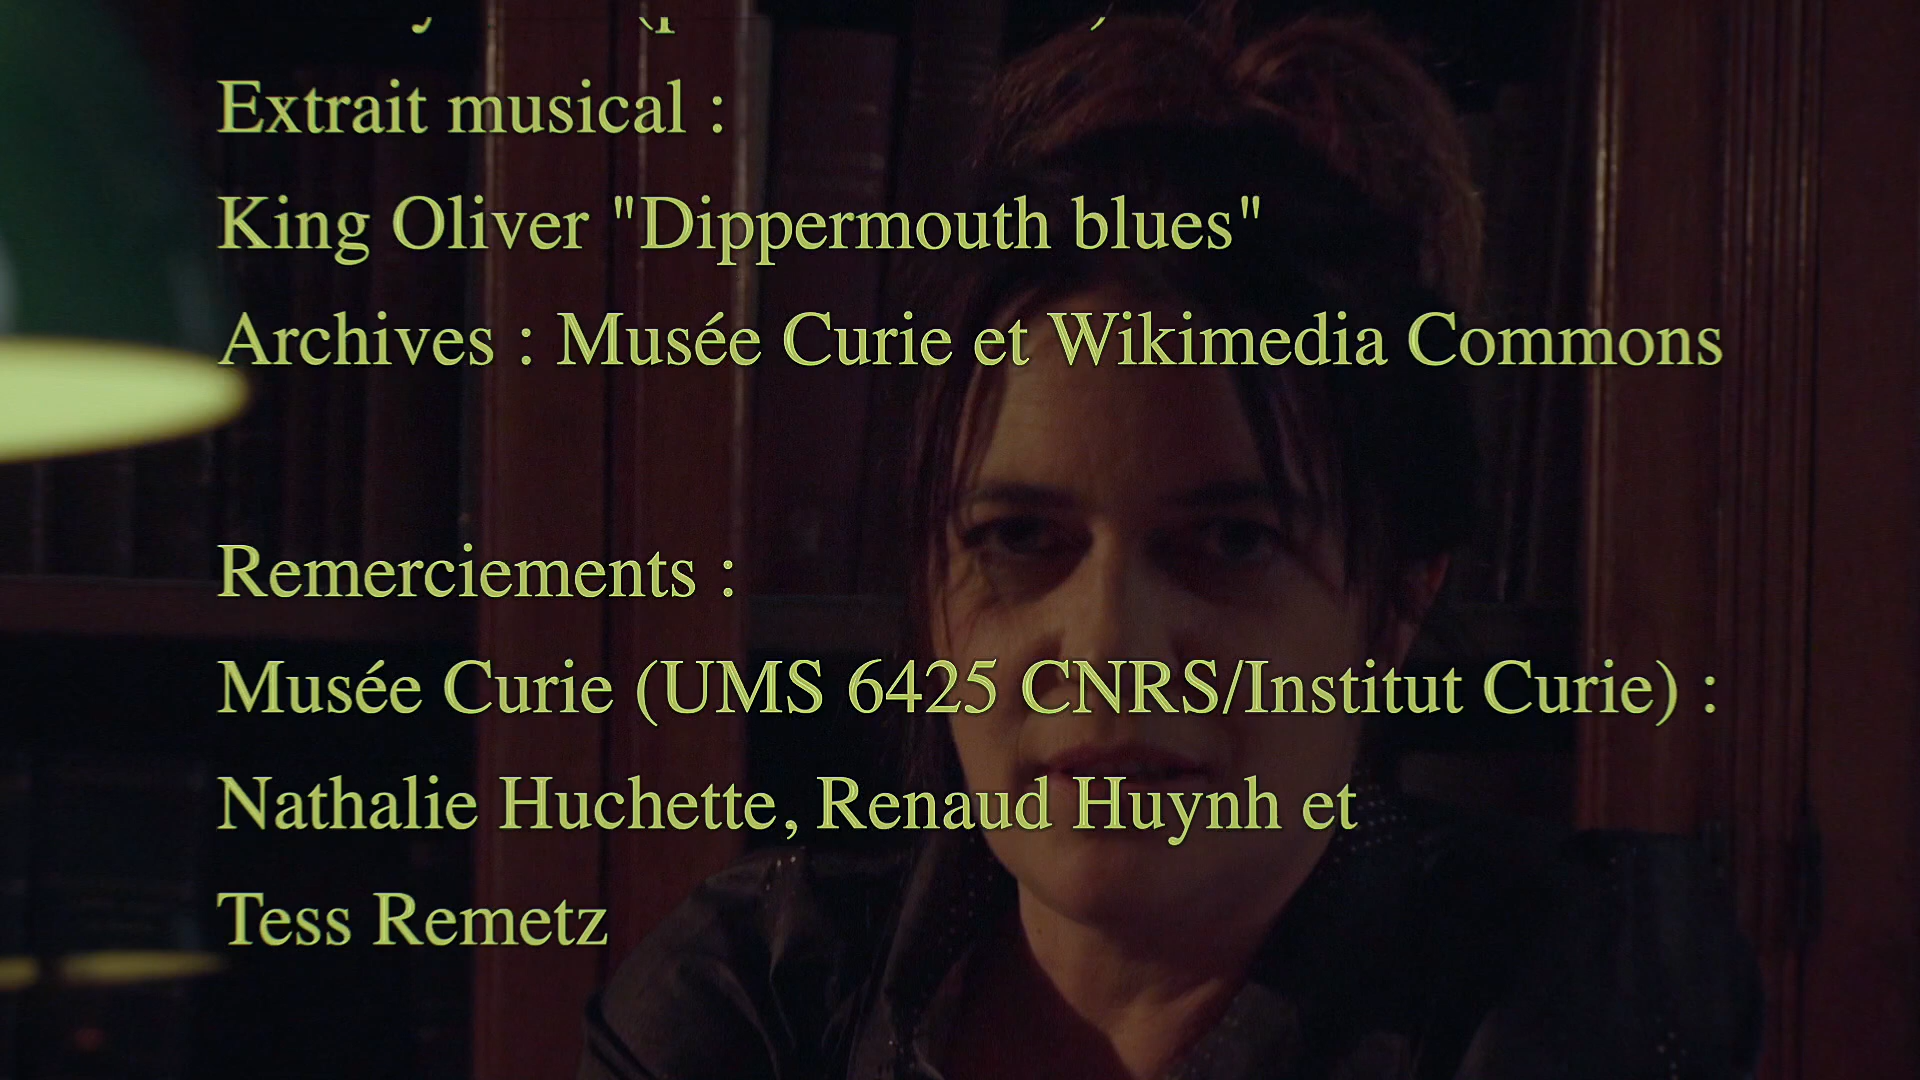 Extrait musical :
King Oliver "Dippermouth blues"
Archives : Musée Curie et Wikimedia Commons
Remerciements :
Musée Curie (UMS 6425 CNRS/Institut Curie) :
Nathalie Huchette, Renaud Huynh et
Tess Remetz